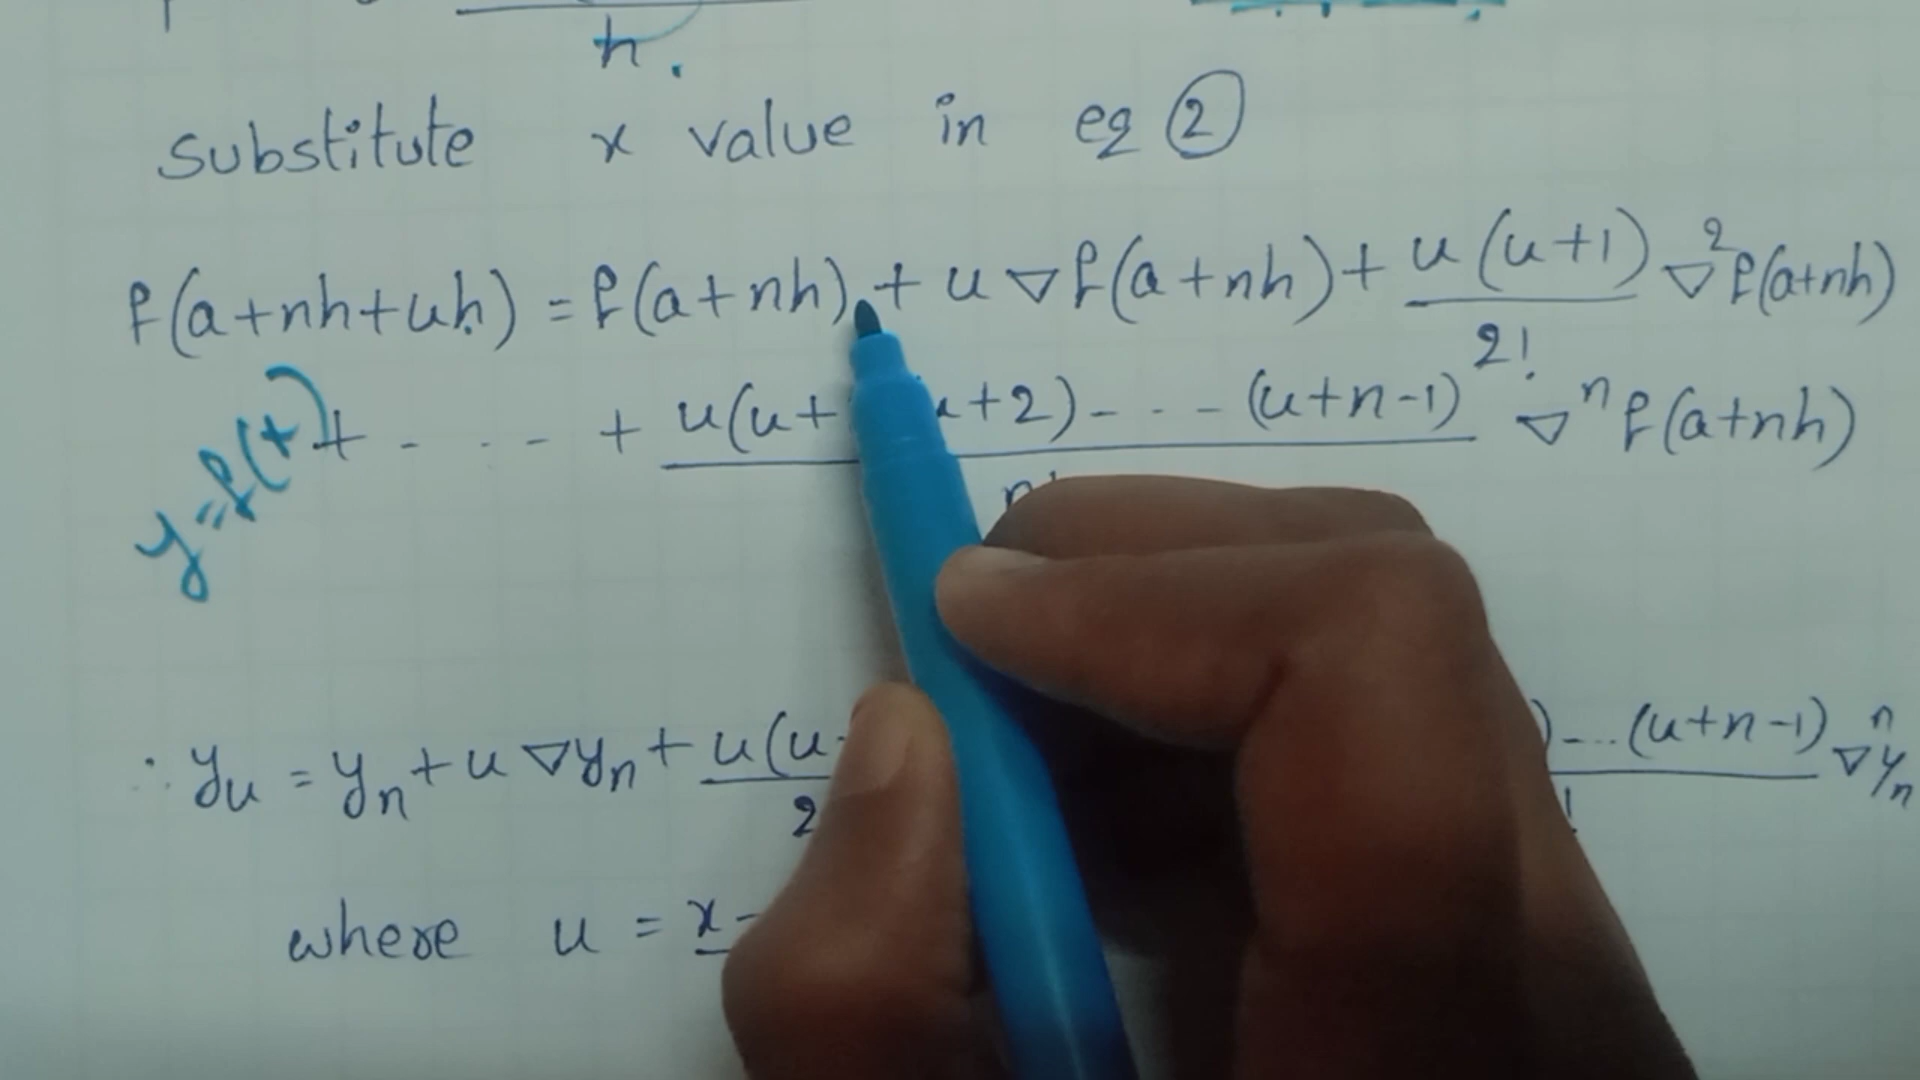 h.
substitute x value in eq ②
f(a+nh+uh) = f(a+nh) + u ∇f(a+nh) + u(u+1)/2! ∇²f(a+nh)
+ - - - + u(u+ u+2)- - - (u+n-1) ∇ⁿ f(a+nh)
y=f(x)
∴ yᵤ = yₙ + u ∇yₙ + u(u )-...(u+n-1) ∇ⁿyₙ
2 !
where u = x-